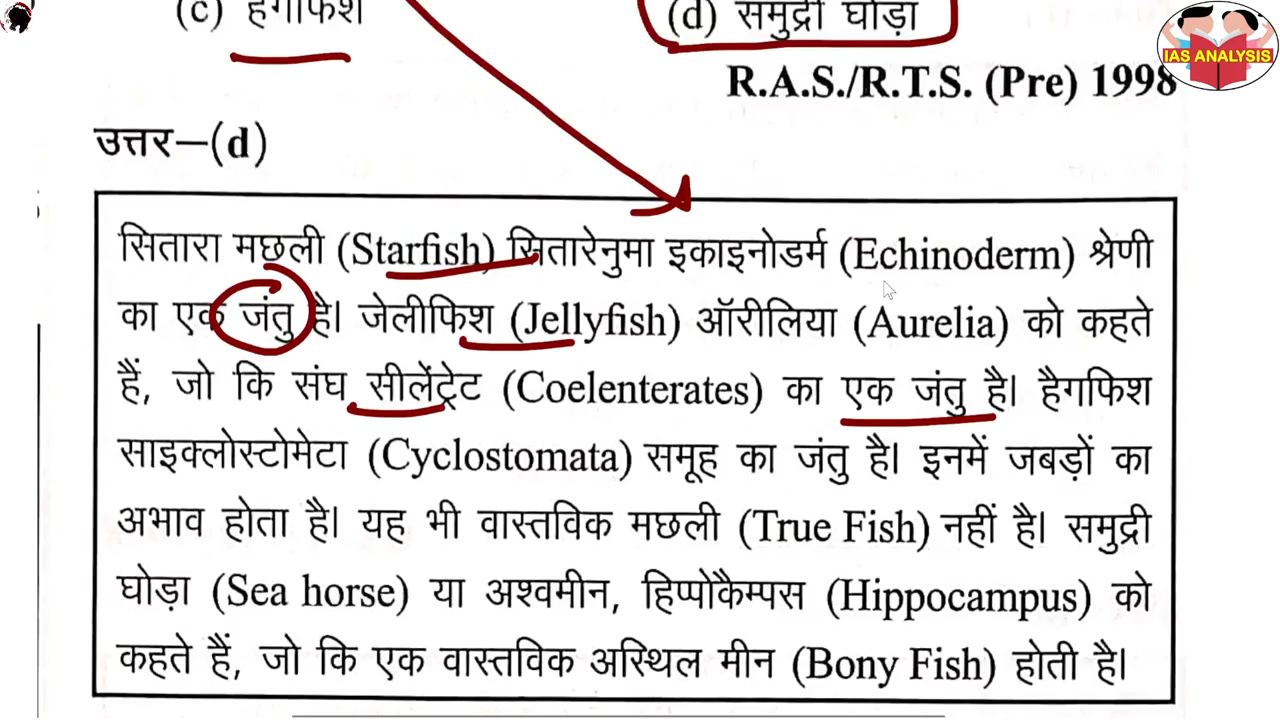 (c) हैगफिश (d) समुद्री घोड़ा
IAS ANALYSIS
R.A.S./R.T.S. (Pre) 1998
उत्तर—(d)
सितारा मछली (Starfish) सितारेनुमा इकाइनोडर्म (Echinoderm) श्रेणी
का एक जंतु है। जेलीफिश (Jellyfish) ऑरीलिया (Aurelia) को कहते
हैं, जो कि संघ सीलेंट्रेट (Coelenterates) का एक जंतु है। हैगफिश
साइक्लोस्टोमेटा (Cyclostomata) समूह का जंतु है। इनमें जबड़ों का
अभाव होता है। यह भी वास्तविक मछली (True Fish) नहीं है। समुद्री
घोड़ा (Sea horse) या अश्वमीन, हिप्पोकैम्पस (Hippocampus) को
कहते हैं, जो कि एक वास्तविक अस्थिल मीन (Bony Fish) होती है।